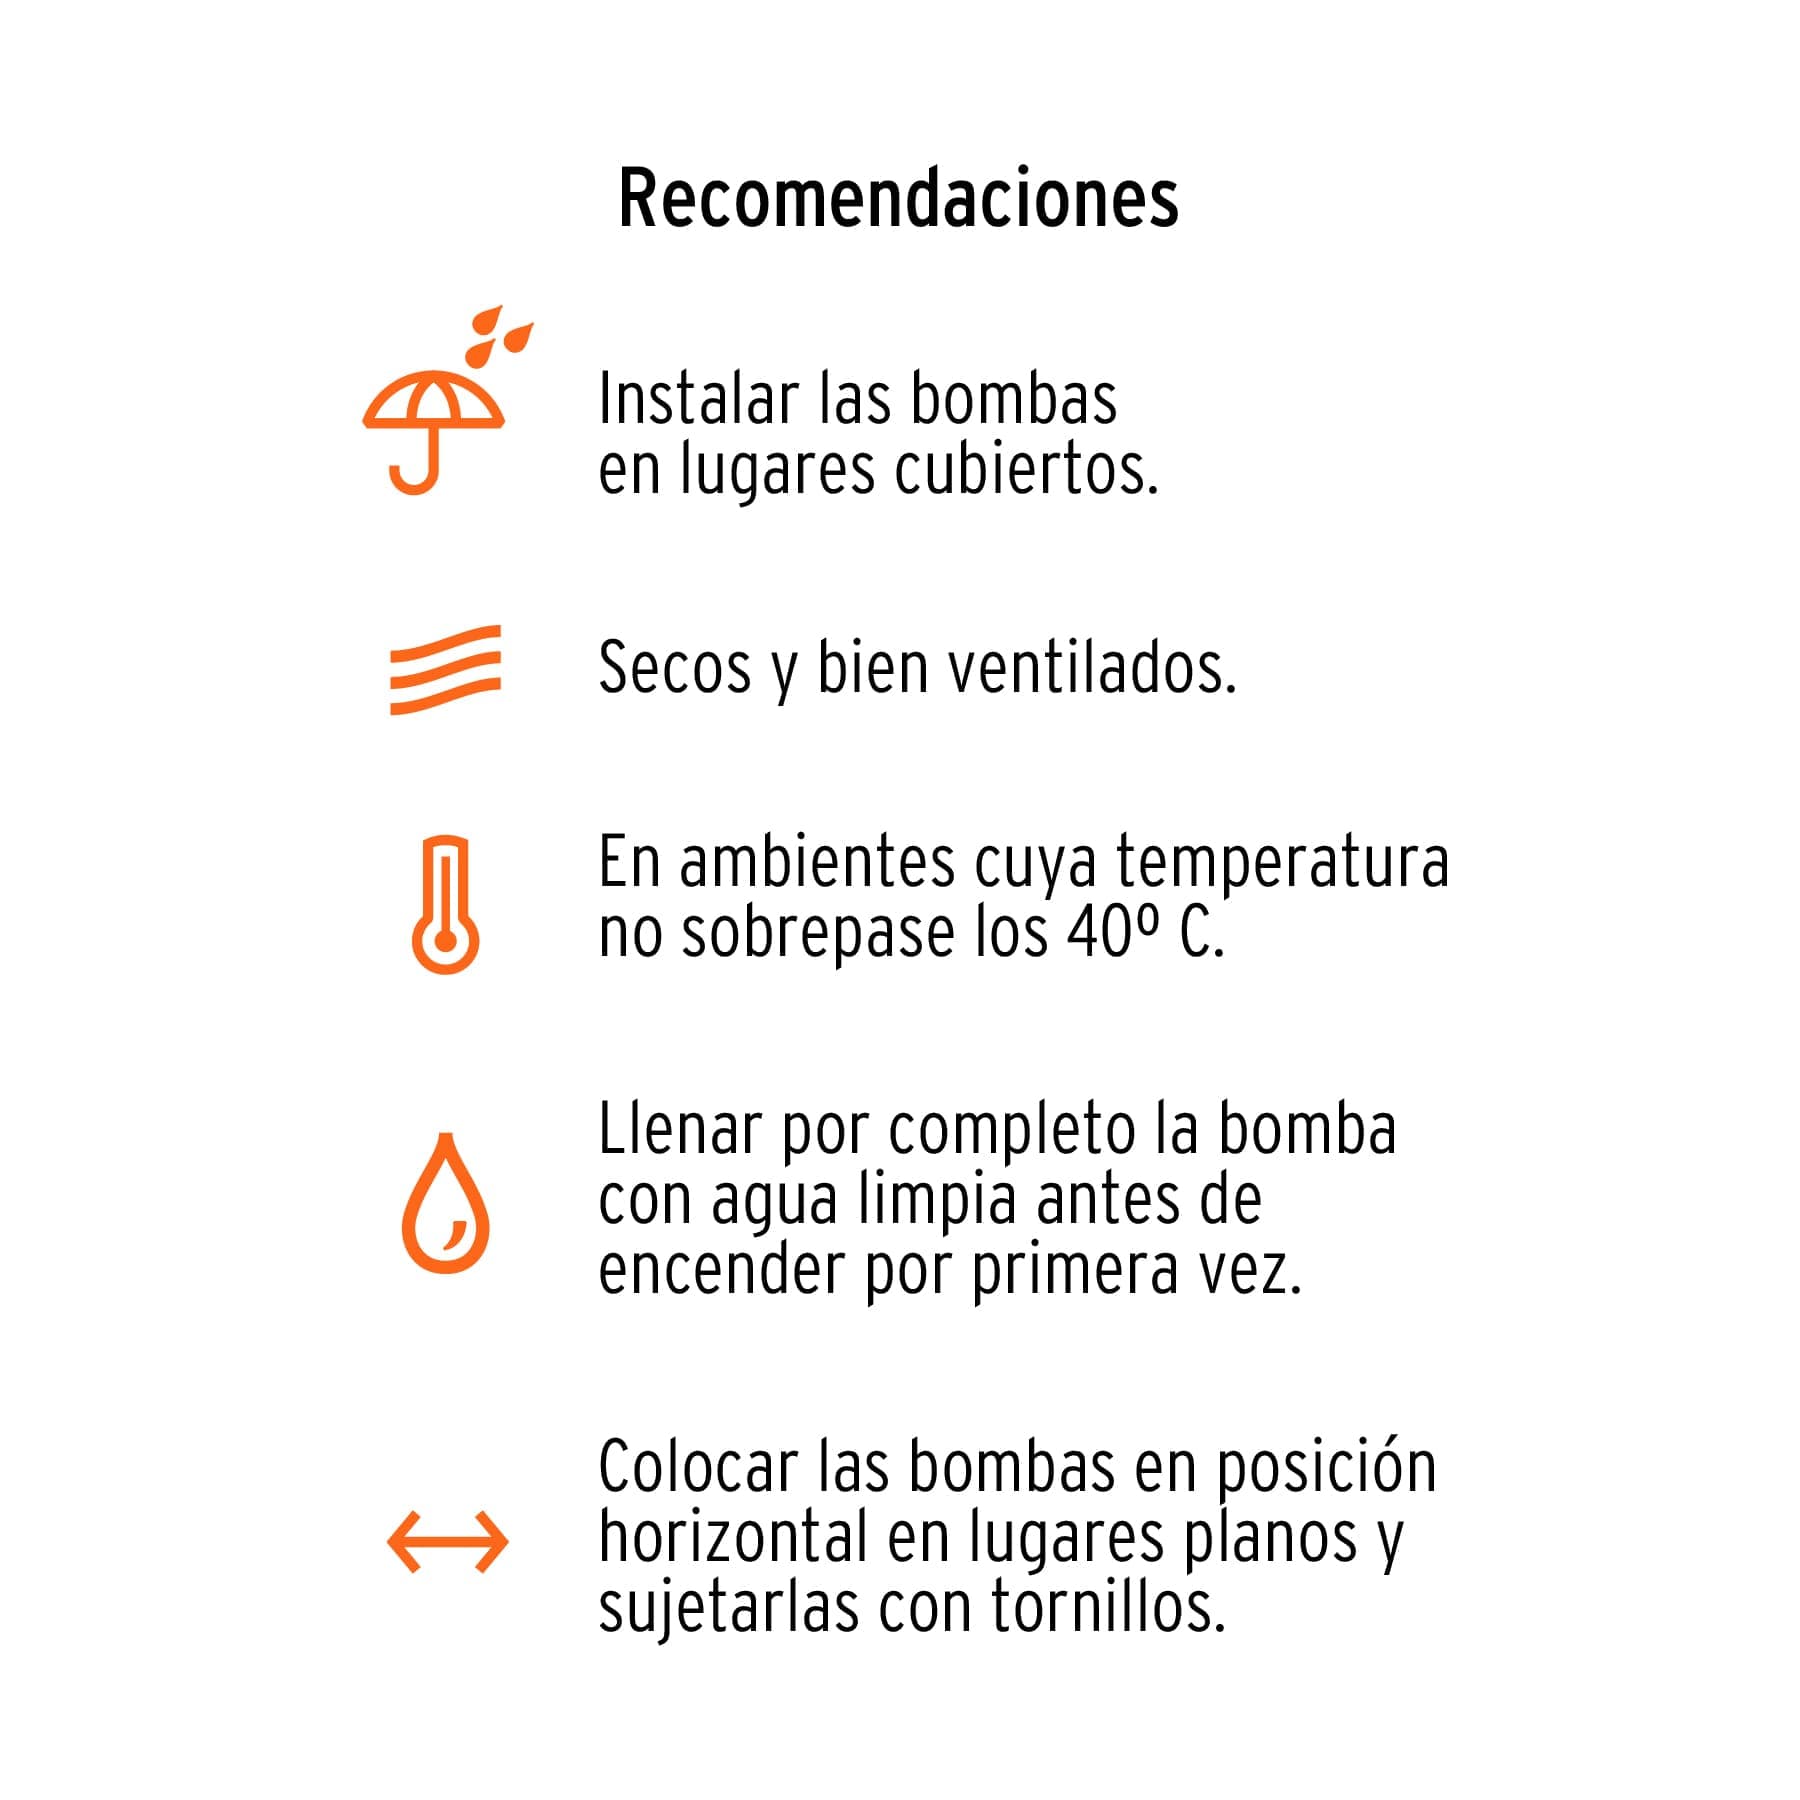 Recomendaciones
Instalar las bombas
en lugares cubiertos.
Secos y bien ventilados.
En ambientes cuya temperatura
no sobrepase los 40º C.
Llenar por completo la bomba
con agua limpia antes de
encender por primera vez.
Colocar las bombas en posición
horizontal en lugares planos y
sujetarlas con tornillos.